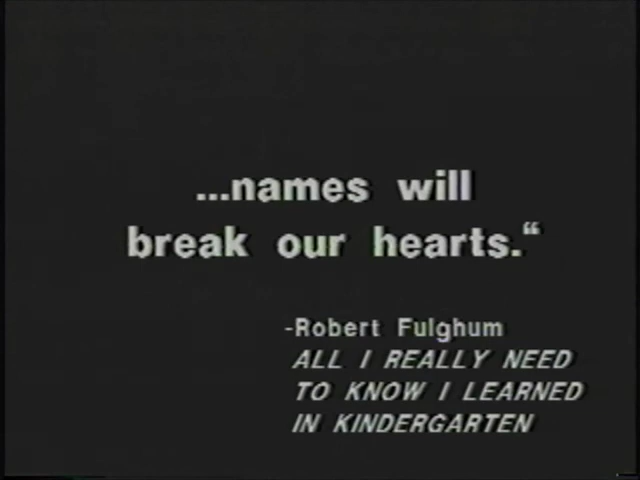 ...names will
break our hearts.“
-Robert Fulghum
ALL I REALLY NEED
TO KNOW I LEARNED
IN KINDERGARTEN